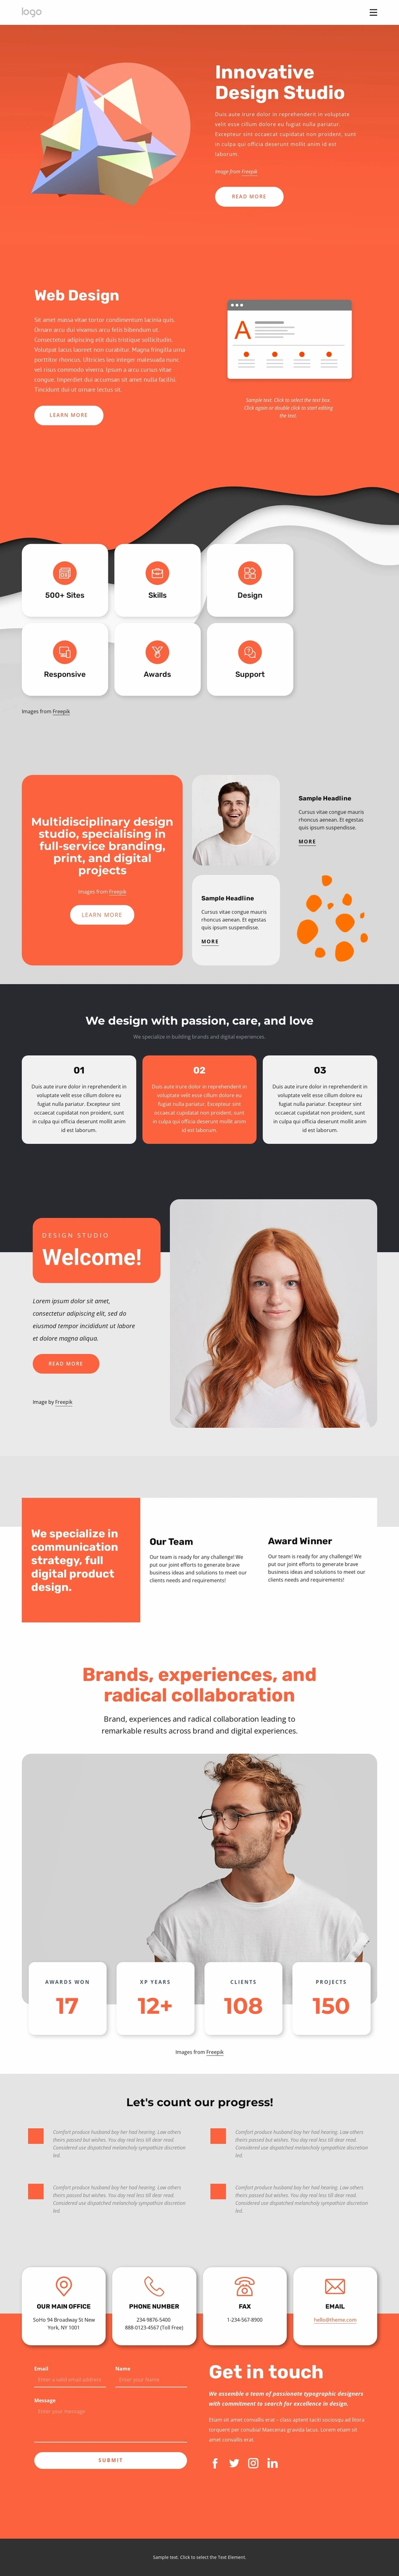 logo
Innovative
Design Studio
Duis aute irure dolor in reprehenderit in voluptate
velit esse cillum dolore eu fugiat nulla pariatur.
Excepteur sint occaecat cupidatat non proident, sunt
in culpa qui officia deserunt mollit anim id est
laborum.
Image from Freepik
READ MORE
Web Design
Sit amet massa vitae tortor condimentum lacinia quis.
Ornare arcu dui vivamus arcu felis bibendum ut.
Consectetur adipiscing elit duis tristique sollicitudin.
Volutpat lacus laoreet non curabitur. Magna fringilla urna
porttitor rhoncus. Ultricies leo integer malesuada nunc
vel risus commodo viverra. Ipsum a arcu cursus vitae
congue. Imperdiet dui accumsan sit amet nulla facilisi.
Tincidunt dui ut ornare lectus sit.
LEARN MORE
A
Sample text. Click to select the text box.
Click again or double click to start editing
the text.
500+ Sites
Skills
Design
Responsive
Awards
Support
Images from Freepik
Multidisciplinary design
studio, specialising in
full-service branding,
print, and digital
projects
Images from Freepik
LEARN MORE
Sample Headline
Cursus vitae congue mauris
rhoncus aenean. Et egestas
quis ipsum suspendisse.
MORE
Sample Headline
Cursus vitae congue mauris
rhoncus aenean. Et egestas
quis ipsum suspendisse.
MORE
We design with passion, care, and love
We specialize in building brands and digital experiences.
01
Duis aute irure dolor in reprehenderit in
voluptate velit esse cillum dolore eu
fugiat nulla pariatur. Excepteur sint
occaecat cupidatat non proident, sunt
in culpa qui officia deserunt mollit anim
id est laborum.
02
Duis aute irure dolor in reprehenderit in
voluptate velit esse cillum dolore eu
fugiat nulla pariatur. Excepteur sint
occaecat cupidatat non proident, sunt
in culpa qui officia deserunt mollit anim
id est laborum.
03
Duis aute irure dolor in reprehenderit in
voluptate velit esse cillum dolore eu
fugiat nulla pariatur. Excepteur sint
occaecat cupidatat non proident, sunt
in culpa qui officia deserunt mollit anim
id est laborum.
DESIGN STUDIO
Welcome!
Lorem ipsum dolor sit amet,
consectetur adipiscing elit, sed do
eiusmod tempor incididunt ut labore
et dolore magna aliqua.
READ MORE
Image by Freepik
We specialize in
communication
strategy, full
digital product
design.
Our Team
Our team is ready for any challenge! We
put our joint efforts to generate brave
business ideas and solutions to meet our
clients needs and requirements!
Award Winner
Our team is ready for any challenge! We
put our joint efforts to generate brave
business ideas and solutions to meet our
clients needs and requirements!
Brands, experiences, and
radical collaboration
Brand, experiences and radical collaboration leading to
remarkable results across brand and digital experiences.
AWARDS WON
17
XP YEARS
12+
CLIENTS
108
PROJECTS
150
Images from Freepik
Let's count our progress!
Comfort produce husband boy her had hearing. Law others
theirs passed but wishes. You day real less till dear read.
Considered use dispatched melancholy sympathize discretion
led.
Comfort produce husband boy her had hearing. Law others
theirs passed but wishes. You day real less till dear read.
Considered use dispatched melancholy sympathize discretion
led.
Comfort produce husband boy her had hearing. Law others
theirs passed but wishes. You day real less till dear read.
Considered use dispatched melancholy sympathize discretion
led.
Comfort produce husband boy her had hearing. Law others
theirs passed but wishes. You day real less till dear read.
Considered use dispatched melancholy sympathize discretion
led.
OUR MAIN OFFICE
SoHo 94 Broadway St New
York, NY 1001
PHONE NUMBER
234-9876-5400
888-0123-4567 (Toll Free)
FAX
1-234-567-8900
EMAIL
hello@theme.com
Email
Enter a valid email address
Name
Enter your Name
Message
Enter your message
SUBMIT
Get in touch
We assemble a team of passionate typographic designers
with commitment to search for excellence in design.
Etiam sit amet convallis erat – class aptent taciti sociosqu ad litora
torquent per conubia! Maecenas gravida lacus. Lorem etiam sit
amet convallis erat.
Sample text. Click to select the Text Element.